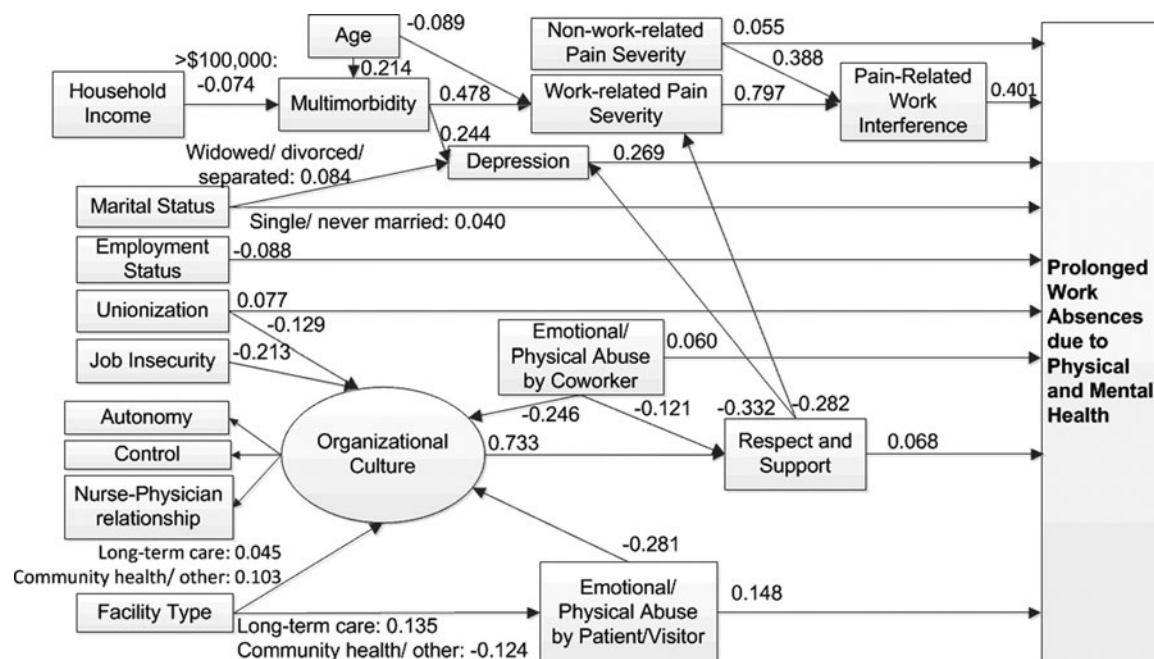 -0.089
Age
>$100,000:
-0.074
0.214
Household
Income
Multimorbidity
0.478
0.244
Non-work-related
Pain Severity
0.055
0.388
Work-related Pain
Severity
0.797
Pain-Related
Work
Interference
0.401
Widowed/ divorced/
separated: 0.084
Depression
0.269
Marital Status
Single/ never married: 0.040
Employment
Status
-0.088
Unionization
0.077
-0.129
Job Insecurity
-0.213
Emotional/
Physical Abuse
by Coworker
0.060
-0.246
-0.121
-0.332
-0.282
Autonomy
Control
Nurse-Physician
relationship
Organizational
Culture
0.733
Respect and
Support
0.068
Long-term care: 0.045
Community health/ other: 0.103
Facility Type
-0.281
Long-term care: 0.135
Community health/ other: -0.124
Emotional/
Physical Abuse
by Patient/Visitor
0.148
Prolonged
Work
Absences
due to
Physical
and Mental
Health